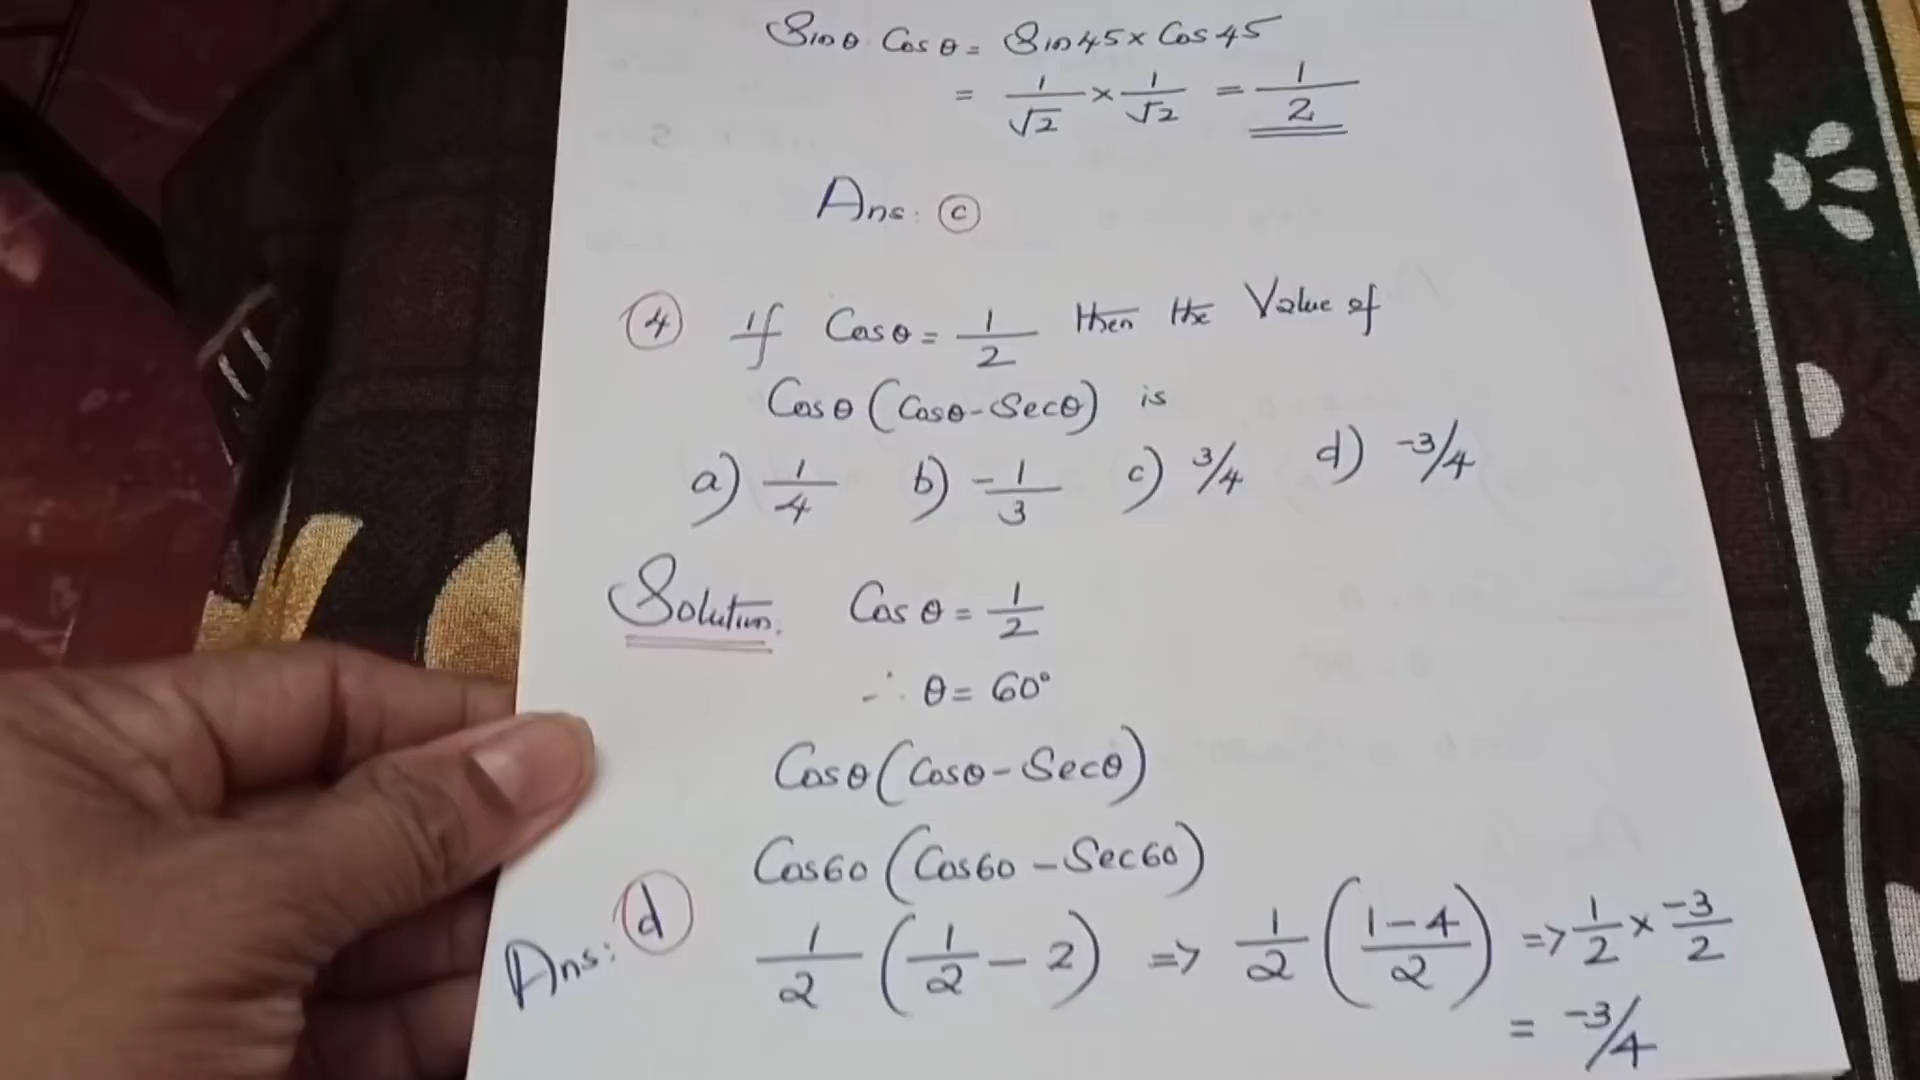 Sinθ Cosθ = Sin45 × Cos45
= 1/√2 × 1/√2 = 1/2
Ans: (c)
(4) If Cosθ = 1/2 then the Value of
Cosθ (Cosθ - Secθ) is
a) 1/4 b) -1/3 c) 3/4 d) -3/4
Solution. Cosθ = 1/2
∴ θ = 60°
Cosθ (Cosθ - Secθ)
Cos60 (Cos60 - Sec60)
Ans: (d) 1/2 (1/2 - 2) => 1/2 ((1-4)/2) => 1/2 × -3/2
= -3/4